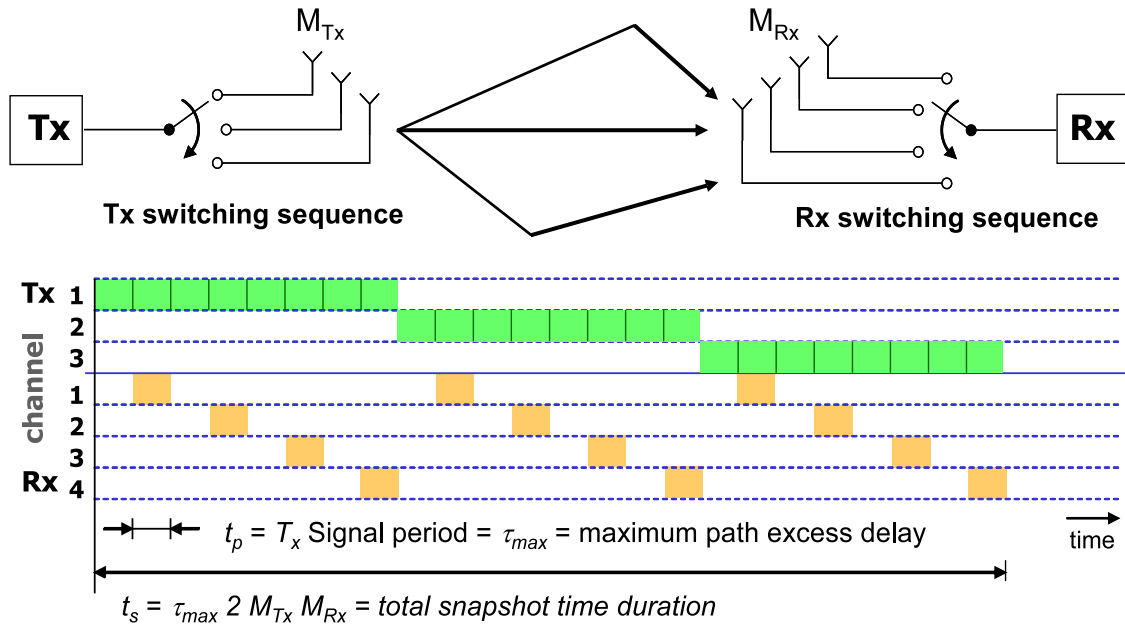 M_Tx M_Rx
Tx Rx
Tx switching sequence Rx switching sequence
Tx 1
2
3
channel
1
2
3
Rx 4
t_p = T_x Signal period = τ_max = maximum path excess delay
time
t_s = τ_max 2 M_Tx M_Rx = total snapshot time duration